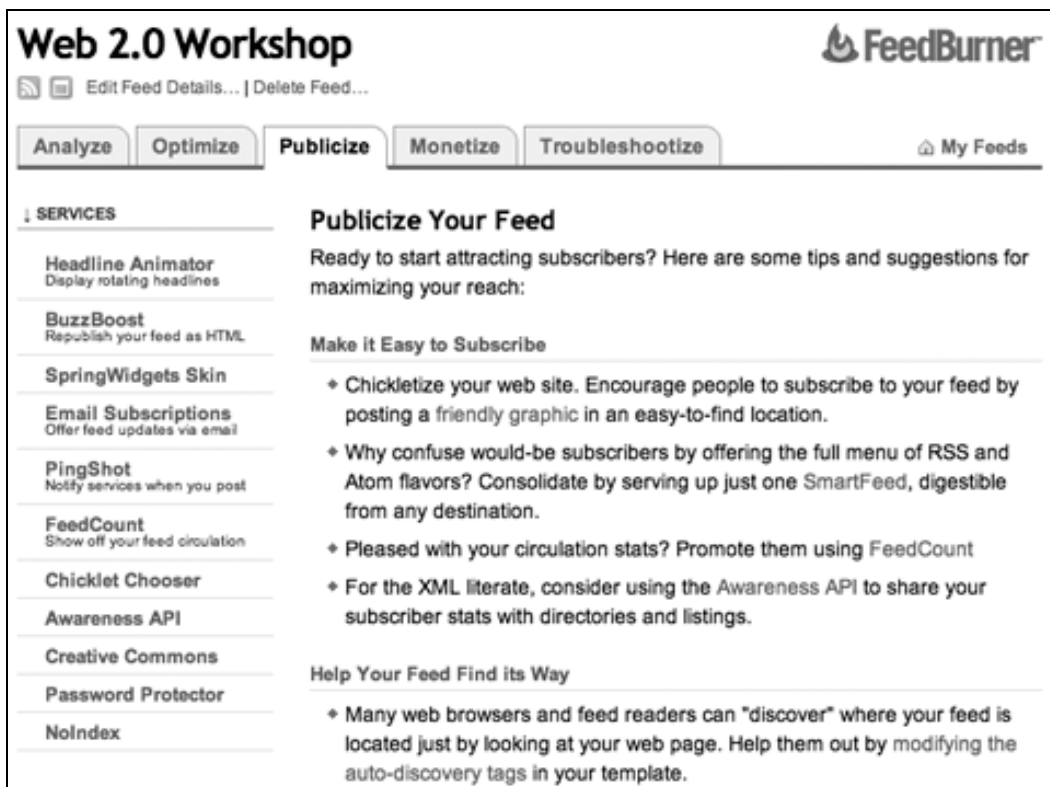 Web 2.0 Workshop
FeedBurner™
Edit Feed Details... | Delete Feed...
Analyze Optimize Publicize Monetize Troubleshootize My Feeds
↓ SERVICES
Headline Animator
Display rotating headlines
BuzzBoost
Republish your feed as HTML
SpringWidgets Skin
Email Subscriptions
Offer feed updates via email
PingShot
Notify services when you post
FeedCount
Show off your feed circulation
Chicklet Chooser
Awareness API
Creative Commons
Password Protector
NoIndex
Publicize Your Feed
Ready to start attracting subscribers? Here are some tips and suggestions for
maximizing your reach:
Make it Easy to Subscribe
Chickletize your web site. Encourage people to subscribe to your feed by
posting a friendly graphic in an easy-to-find location.
Why confuse would-be subscribers by offering the full menu of RSS and
Atom flavors? Consolidate by serving up just one SmartFeed, digestible
from any destination.
Pleased with your circulation stats? Promote them using FeedCount
For the XML literate, consider using the Awareness API to share your
subscriber stats with directories and listings.
Help Your Feed Find its Way
Many web browsers and feed readers can "discover" where your feed is
located just by looking at your web page. Help them out by modifying the
auto-discovery tags in your template.